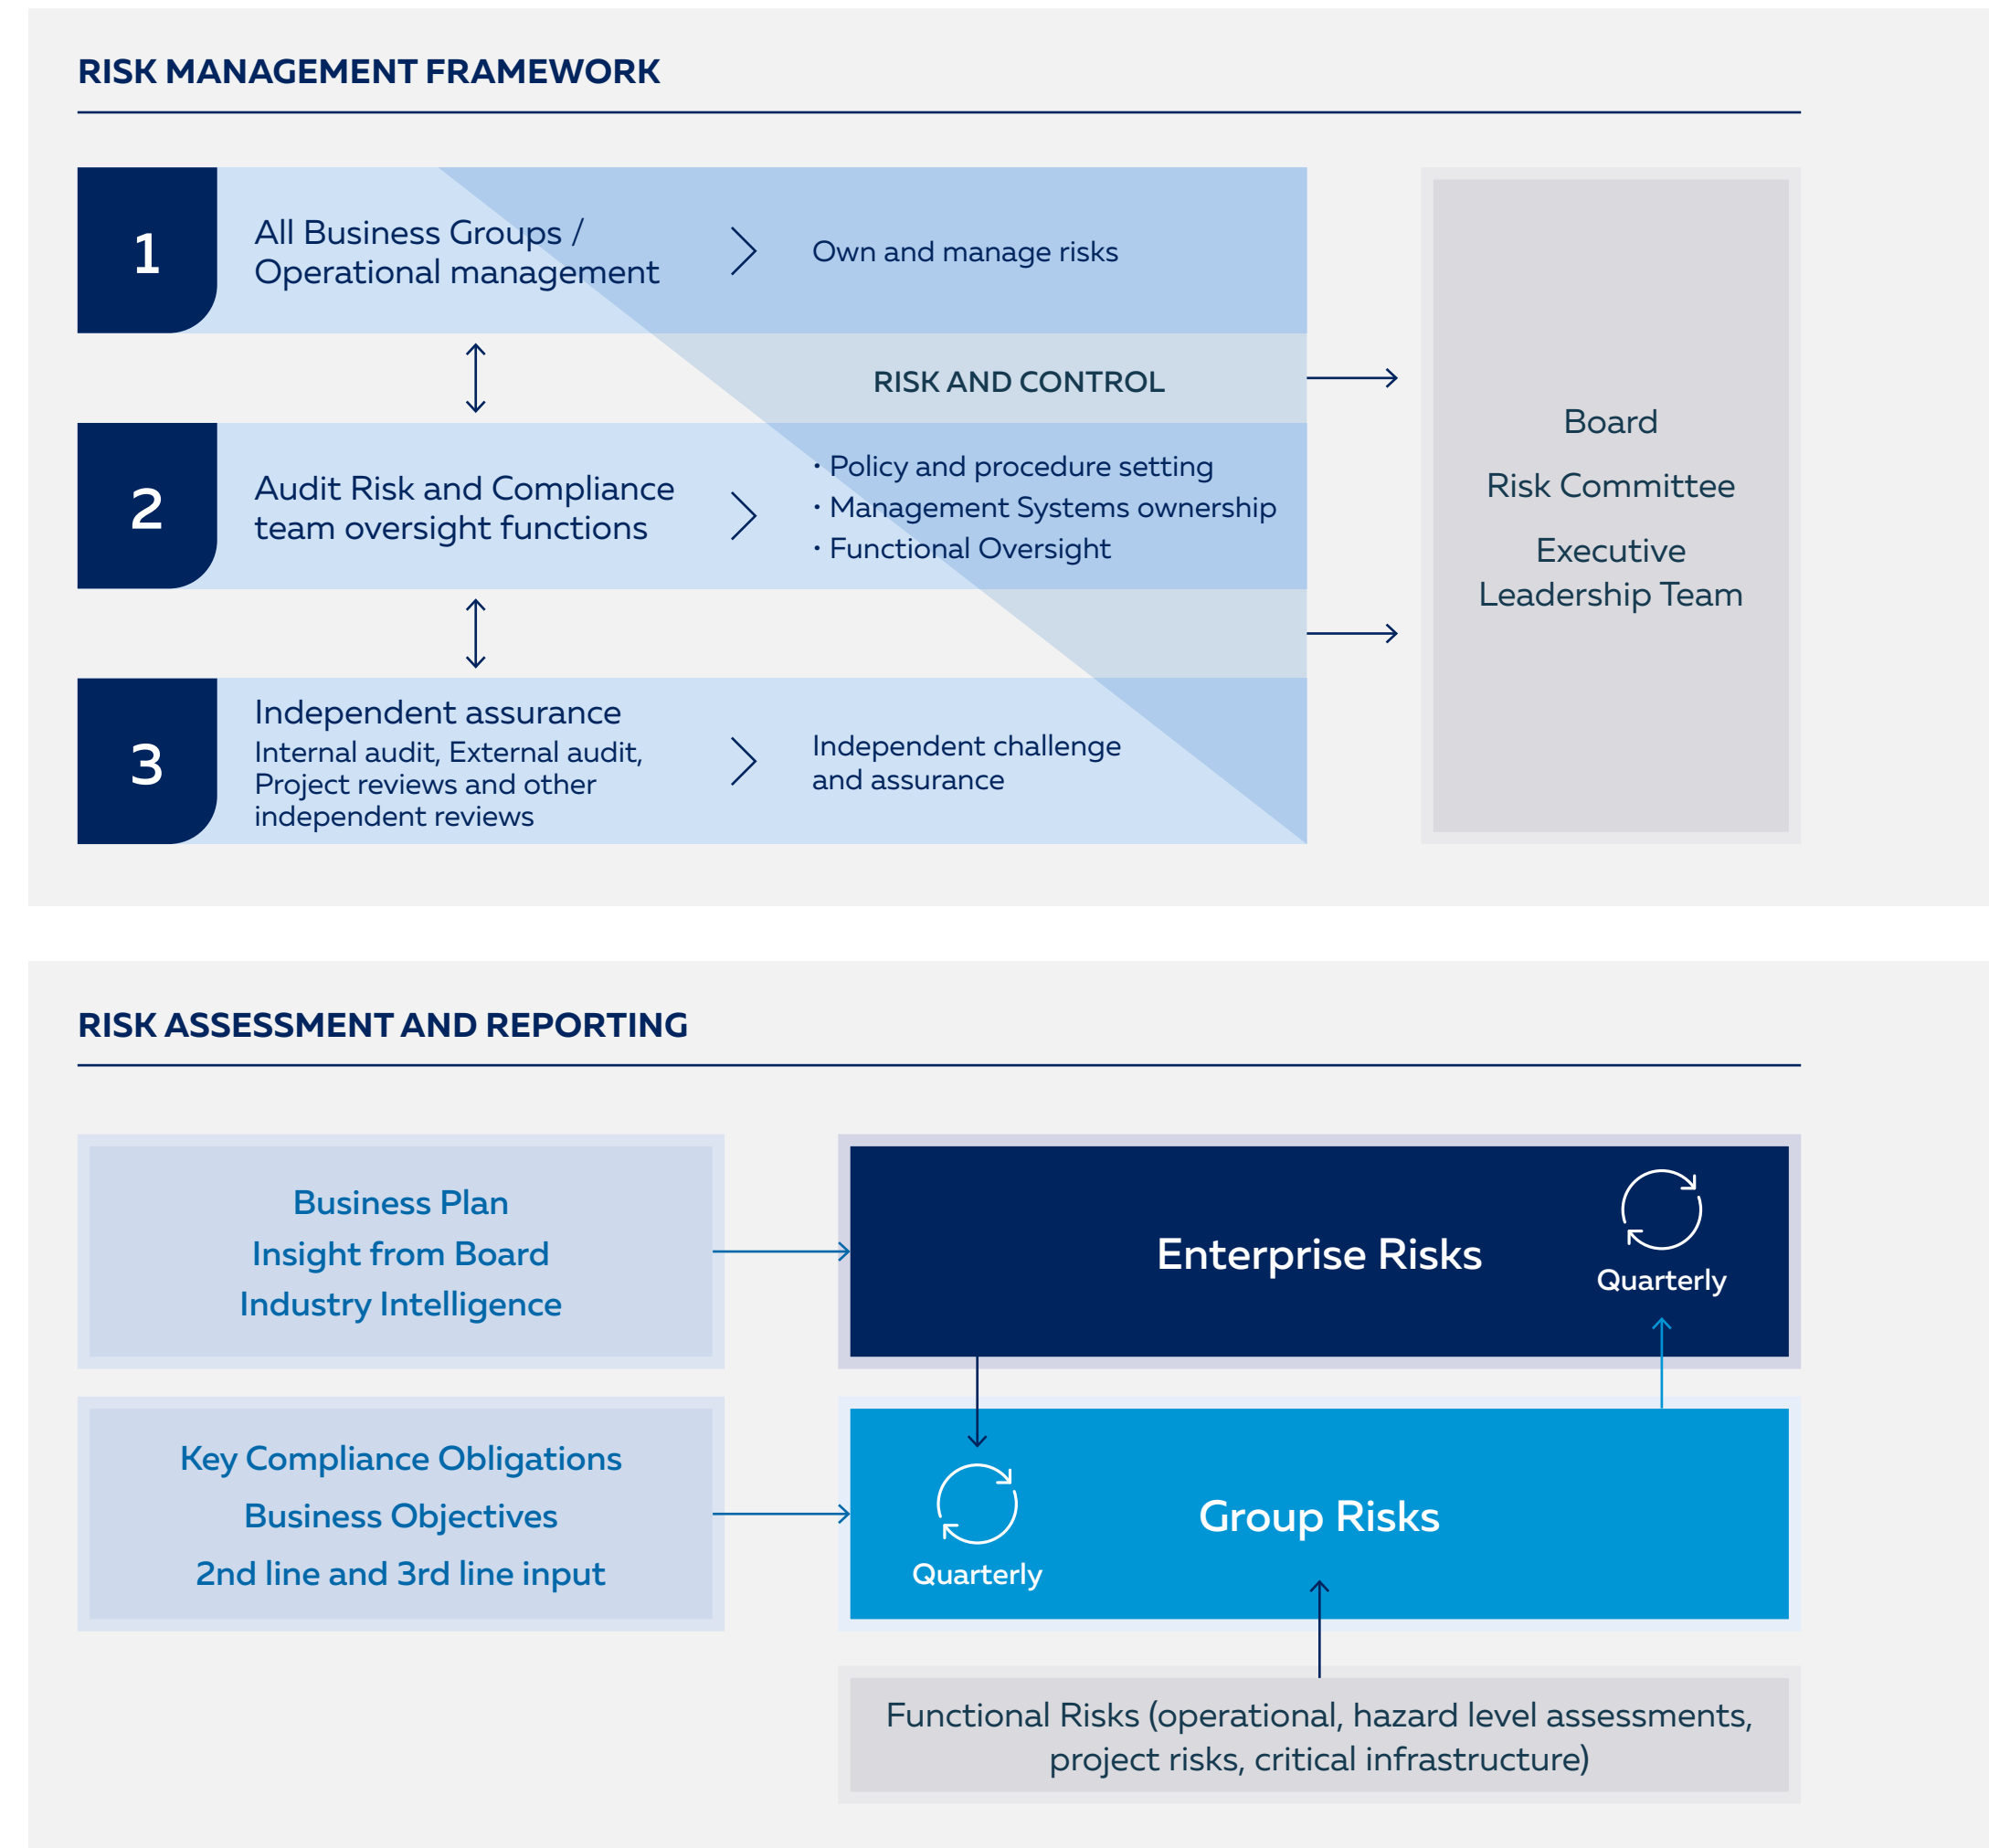 RISK MANAGEMENT FRAMEWORK
1
All Business Groups /
Operational management
Own and manage risks
RISK AND CONTROL
2
Audit Risk and Compliance
team oversight functions
• Policy and procedure setting
• Management Systems ownership
• Functional Oversight
3
Independent assurance
Internal audit, External audit,
Project reviews and other
independent reviews
Independent challenge
and assurance
Board
Risk Committee
Executive
Leadership Team
RISK ASSESSMENT AND REPORTING
Business Plan
Insight from Board
Industry Intelligence
Enterprise Risks
Quarterly
Key Compliance Obligations
Business Objectives
2nd line and 3rd line input
Quarterly
Group Risks
Functional Risks (operational, hazard level assessments,
project risks, critical infrastructure)